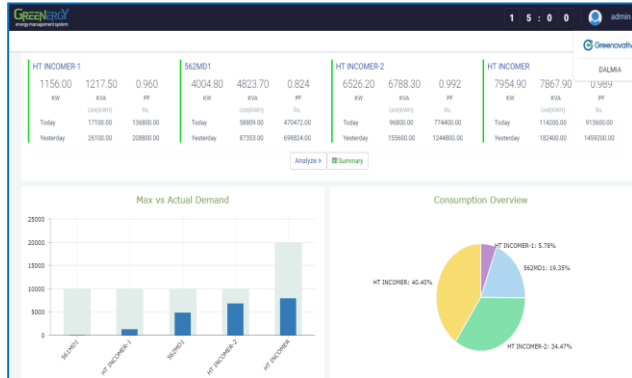 GREENERGY
energy management system
1 5 : 0 0
admin
Greenovativ
DALMIA
HT INCOMER-1
1156.00 1217.50 0.960
KW KVA PF
Unit(KWH) Rs.
Today 17100.00 136800.00
Yesterday 26100.00 208800.00
562MD1
4004.80 4823.70 0.824
KW KVA PF
Unit(KWH) Rs.
Today 58809.00 470472.00
Yesterday 87353.00 698824.00
HT INCOMER-2
6526.20 6788.30 0.992
KW KVA PF
Unit(KWH) Rs.
Today 96800.00 774400.00
Yesterday 155600.00 1244800.00
HT INCOMER
7954.90 7867.90 0.989
KW KVA PF
Unit(KWH) Rs.
Today 114200.00 913600.00
Yesterday 182400.00 1459200.00
Analyze »
Summary
Max vs Actual Demand
25000
20000
15000
10000
5000
0
561MD1
HT INCOMER-1
562MD1
HT INCOMER-2
HT INCOMER
Consumption Overview
HT INCOMER-1: 5.78%
562MD1: 19.35%
HT INCOMER: 40.40%
HT INCOMER-2: 34.47%